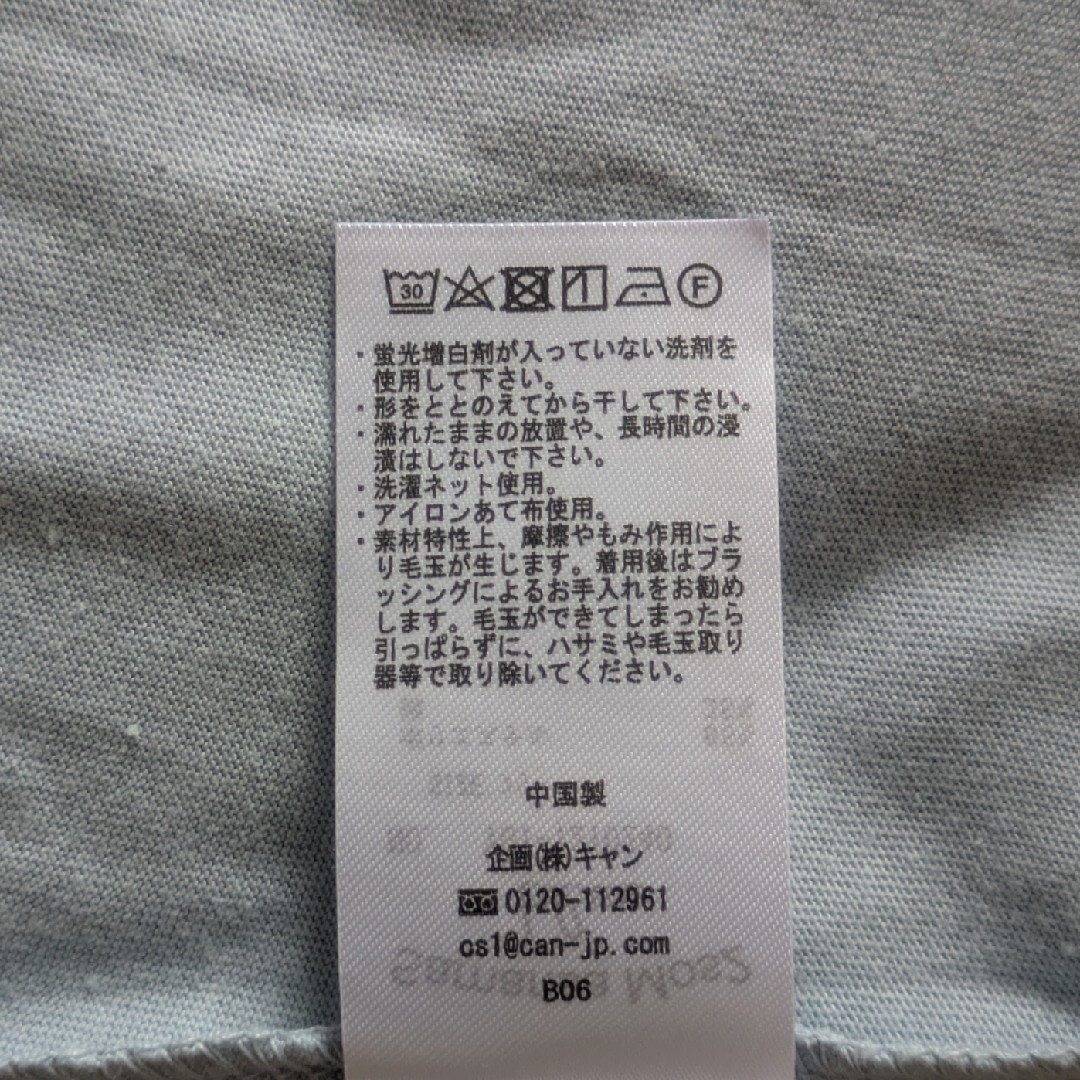 30 F
・蛍光増白剤が入っていない洗剤を
使用して下さい。
・形をととのえてから干して下さい。
・濡れたままの放置や、長時間の浸
漬はしないで下さい。
・洗濯ネット使用。
・アイロンあて布使用。
・素材特性上、摩擦やもみ作用によ
り毛玉が生じます。着用後はブラ
ッシングによるお手入れをお勧め
します。毛玉ができてしまったら
引っぱらずに、ハサミや毛玉取り
器等で取り除いてください。
中国製
企画(株)キャン
0120-112961
cs1@can-jp.com
B06